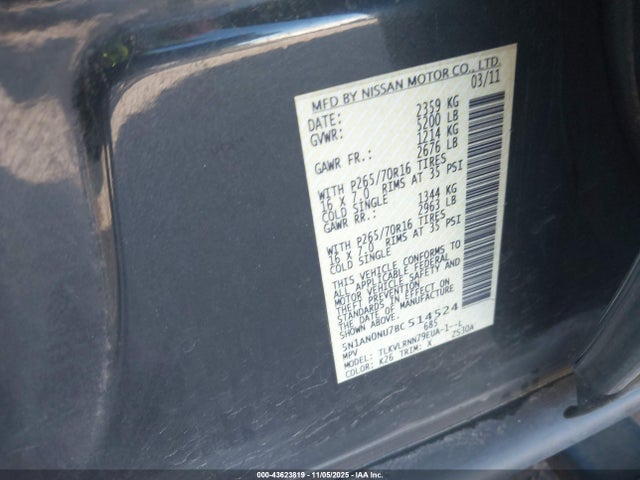 MFD BY NISSAN MOTOR CO., LTD.
DATE: 03/11
GVWR: 2359 KG
5200 LB
GAWR FR.: 1214 KG
2676 LB
WITH P265/70R16 TIRES
16 X 7.0 RIMS AT 35 PSI
COLD SINGLE
GAWR RR.: 1344 KG
2963 LB
WITH P265/70R16 TIRES
16 X 7.0 RIMS AT 35 PSI
COLD SINGLE
THIS VEHICLE CONFORMS TO
ALL APPLICABLE FEDERAL
MOTOR VEHICLE SAFETY AND
STANDARDS IN EFFECT ON
THE DATE OF MANUFACTURE
SHOWN ABOVE.
5N1AN0NU7BC514524
MPV 685
MODEL: TLKVLRNN79EUA-1--L
COLOR: K26 TRIM: X 2530A
000-43623819 - 11/05/2025 - IAA Inc.